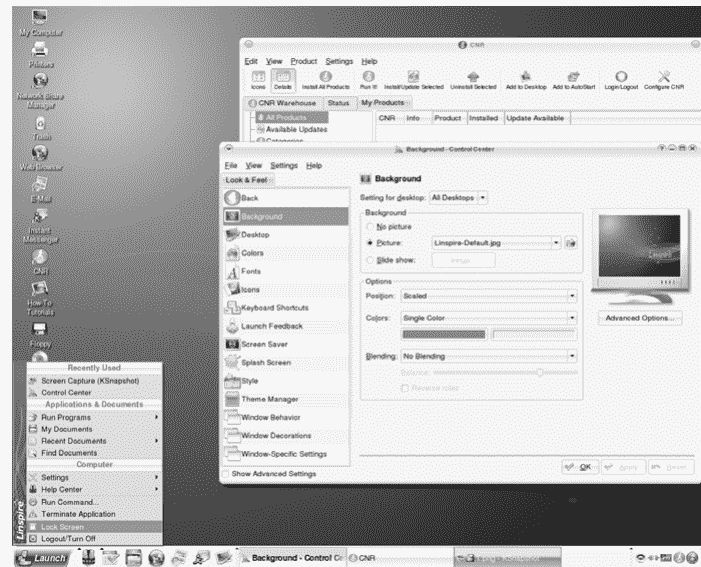 My Computer
Printers
Network Share
Manager
Trash
Web Browser
E-Mail
Instant
Messenger
CNR
How-To
Tutorials
Floppy
CNR
Edit View Product Settings Help
Icons Details Install All Products Run It! Install/Update Selected Uninstall Selected Add to Desktop Add to AutoStart Login/Logout Configure CNR
CNR Warehouse Status My Products
All Products
Available Updates
Categories
CNR Info Product Installed Update Available
Background - Control Center
File View Settings Help
Look & Feel
Back
Background
Desktop
Colors
Fonts
Icons
Keyboard Shortcuts
Launch Feedback
Screen Saver
Splash Screen
Style
Theme Manager
Window Behavior
Window Decorations
Window-Specific Settings
Show Advanced Settings
Background
Setting for desktop: All Desktops
Background
No picture
Picture: Linspire-Default.jpg
Slide show:
Options
Position: Scaled
Colors: Single Color
Blending: No Blending
Balance:
Reverse roles
Advanced Options...
OK Apply Reset
Recently Used
Screen Capture (KSnapshot)
Control Center
Applications & Documents
Run Programs
My Documents
Recent Documents
Find Documents
Computer
Settings
Help Center
Run Command...
Terminate Application
Lock Screen
Logout/Turn Off
Linspire
Launch
Background - Control Ce
CNR